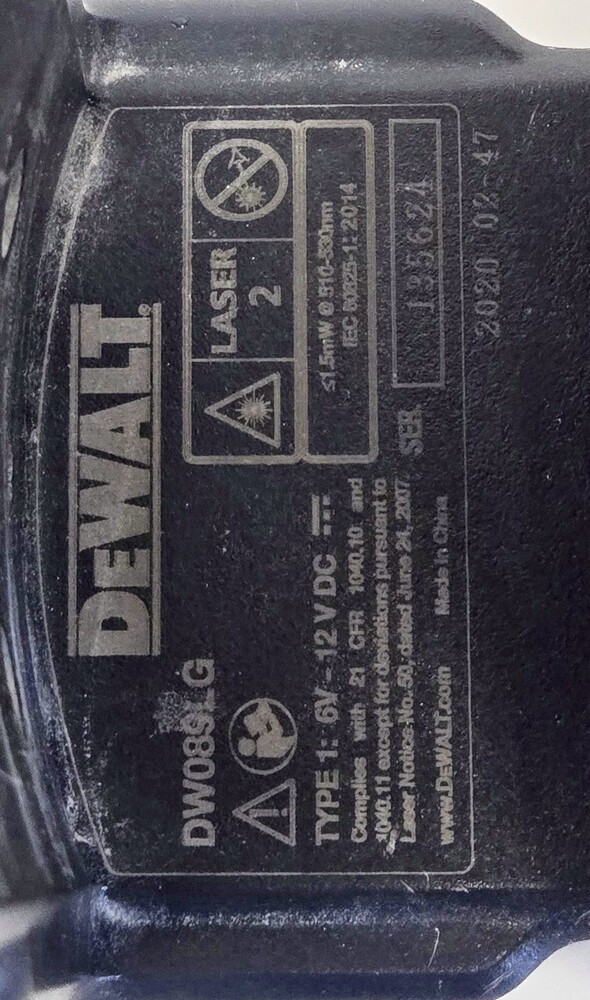 DEWALT®
DW089LG
LASER
2
≤1.5mW @ 510-530nm
IEC 60825-1: 2014
TYPE 1: 6V - 12 V DC
Complies with 21 CFR 1040.10 and
1040.11 except for deviations pursuant to
Laser Notice No. 50, dated June 24, 2007.
www.DEWALT.com Made in China
SER 135624
2020 02-47